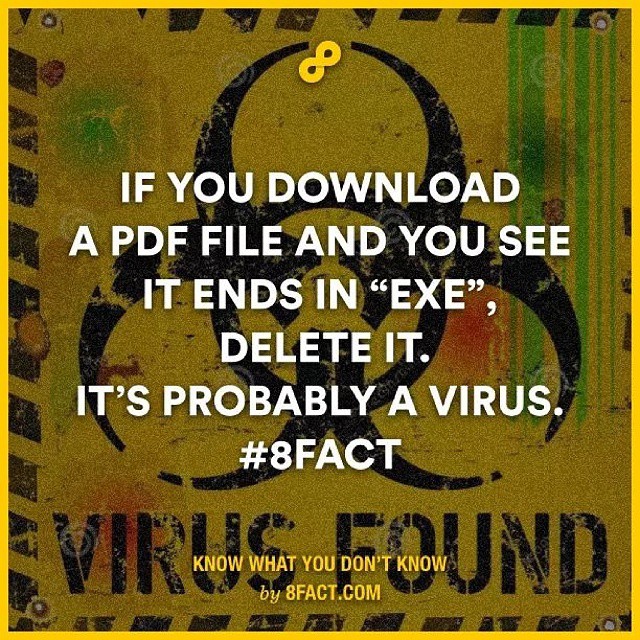 IF YOU DOWNLOAD
A PDF FILE AND YOU SEE
IT ENDS IN “EXE”,
DELETE IT.
IT’S PROBABLY A VIRUS.
#8FACT
VIRUS FOUND
KNOW WHAT YOU DON’T KNOW
by 8FACT.COM